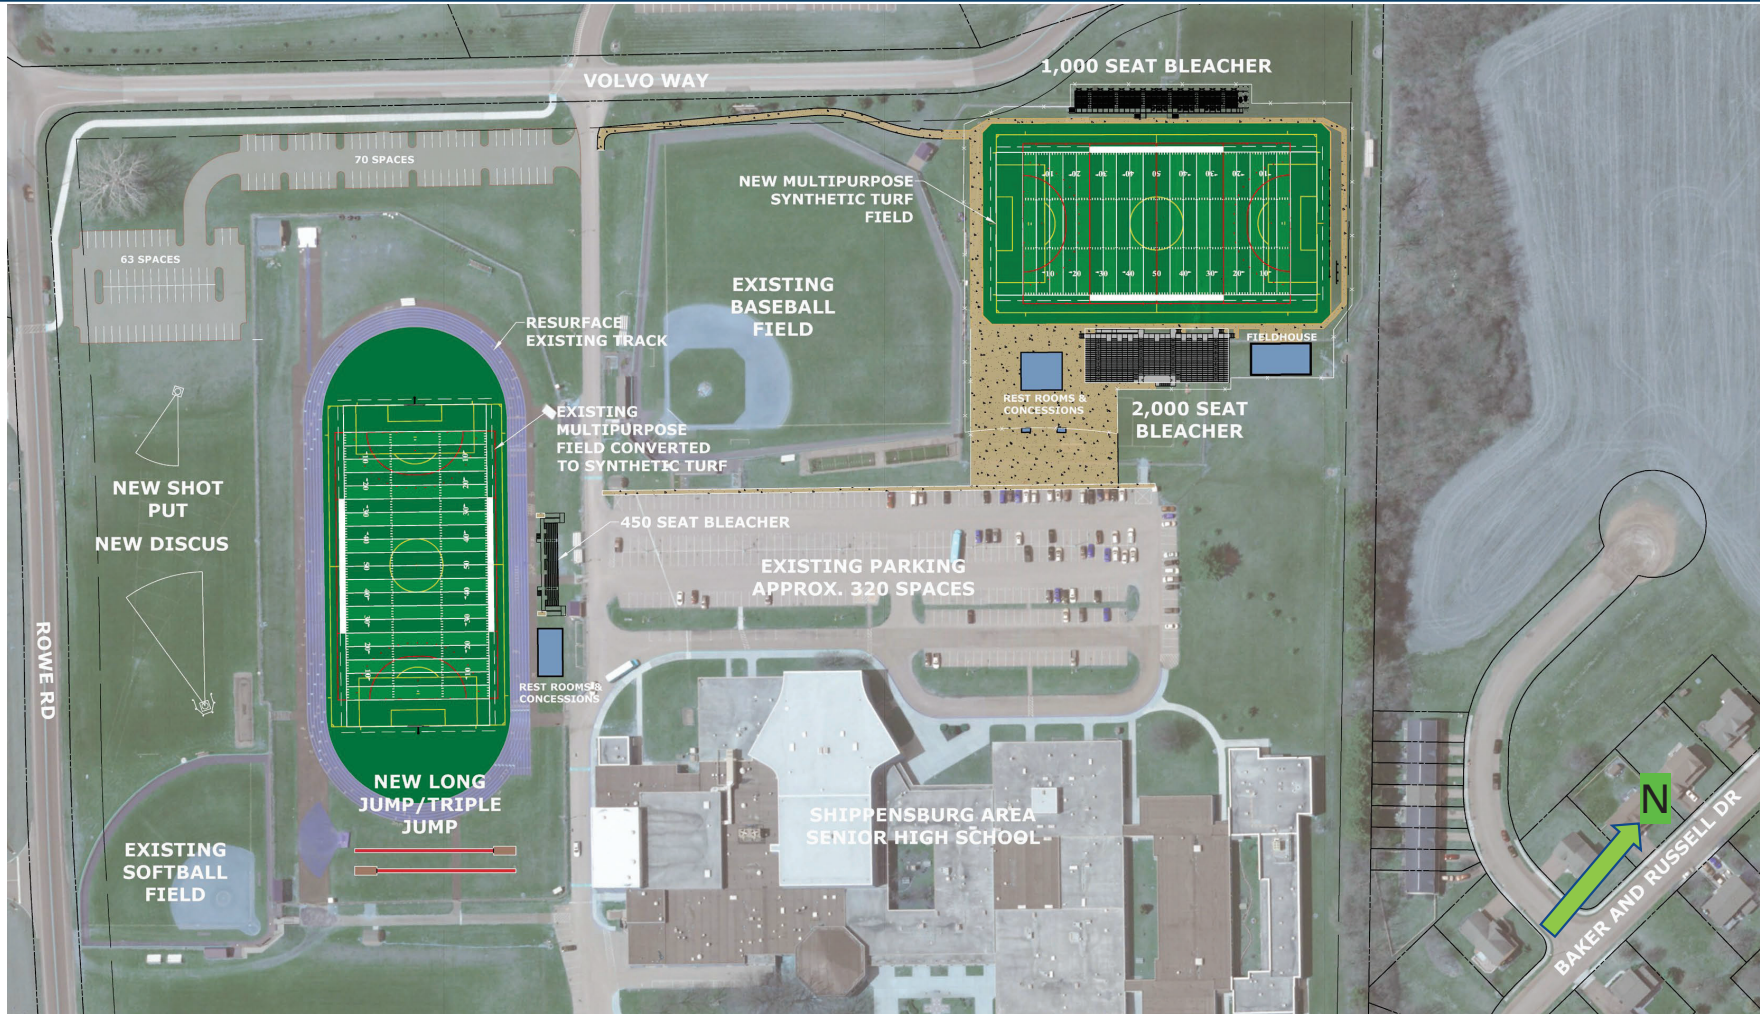 VOLVO WAY
1,000 SEAT BLEACHER
70 SPACES
63 SPACES
NEW MULTIPURPOSE
SYNTHETIC TURF
FIELD
EXISTING
BASEBALL
FIELD
RESURFACE
EXISTING TRACK
FIELDHOUSE
REST ROOMS &
CONCESSIONS
2,000 SEAT
BLEACHER
EXISTING
MULTIPURPOSE
FIELD CONVERTED
TO SYNTHETIC TURF
NEW SHOT
PUT
NEW DISCUS
450 SEAT BLEACHER
EXISTING PARKING
APPROX. 320 SPACES
ROWE RD
REST ROOMS &
CONCESSIONS
NEW LONG
JUMP/TRIPLE
JUMP
SHIPPENSBURG AREA
SENIOR HIGH SCHOOL
EXISTING
SOFTBALL
FIELD
N
BAKER AND RUSSELL DR